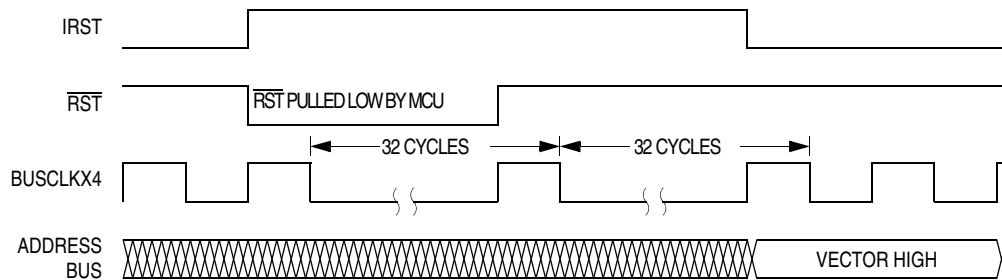 IRST
RST
RST PULLED LOW BY MCU
32 CYCLES
32 CYCLES
BUSCLKX4
ADDRESS
BUS
VECTOR HIGH